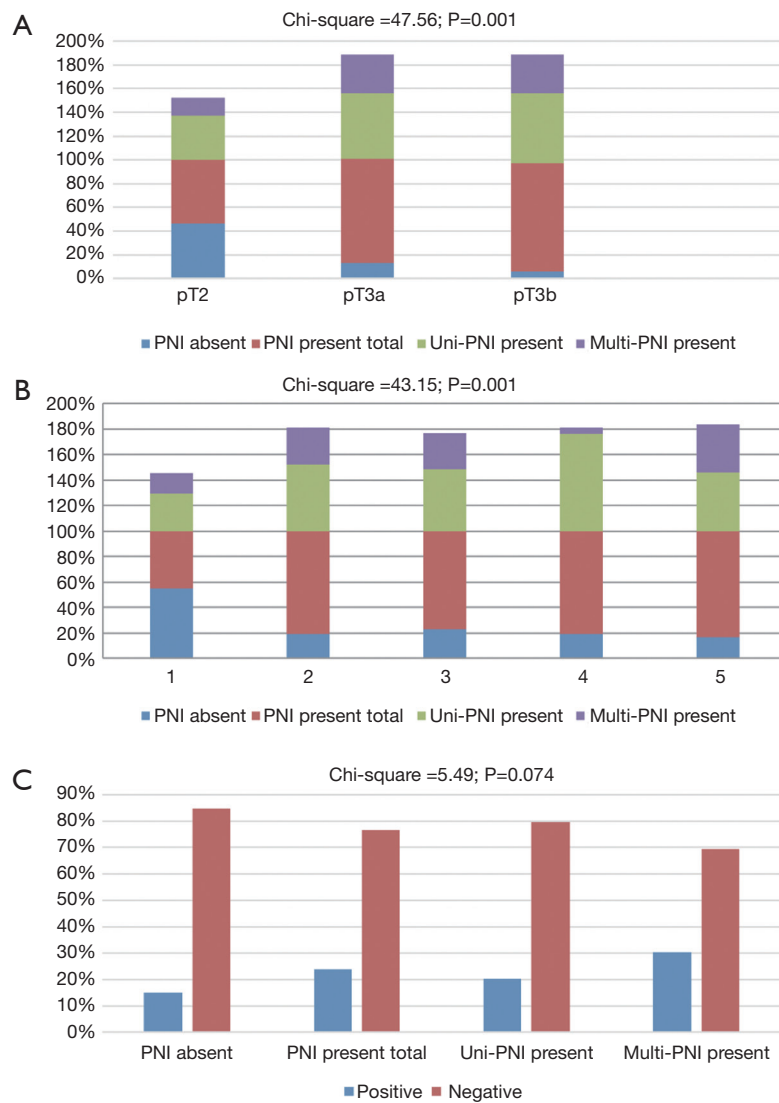 A
Chi-square =47.56; P=0.001
200%
180%
160%
140%
120%
100%
80%
60%
40%
20%
0%
pT2 pT3a pT3b
PNI absent PNI present total Uni-PNI present Multi-PNI present
B
Chi-square =43.15; P=0.001
200%
180%
160%
140%
120%
100%
80%
60%
40%
20%
0%
1 2 3 4 5
PNI absent PNI present total Uni-PNI present Multi-PNI present
C
Chi-square =5.49; P=0.074
90%
80%
70%
60%
50%
40%
30%
20%
10%
0%
PNI absent PNI present total Uni-PNI present Multi-PNI present
Positive Negative